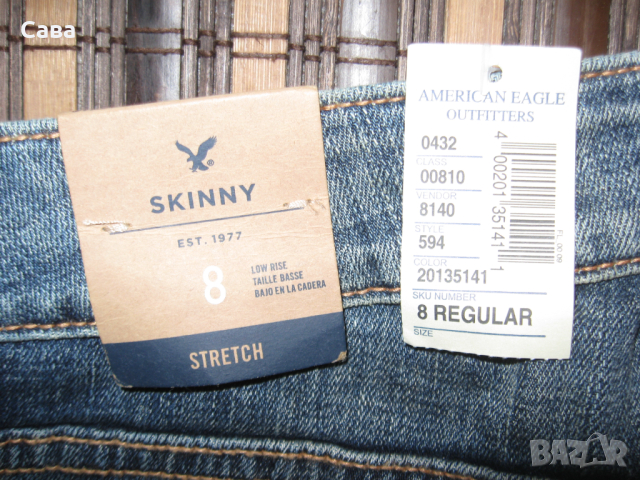 Caba
SKINNY
EST. 1977
8
LOW RISE
TAILLE BASSE
BAJO EN LA CADERA
STRETCH
AMERICAN EAGLE
OUTFITTERS
0432
CLASS
00810
VENDOR
8140
STYLE
594
COLOR
20135141
SKU NUMBER
8 REGULAR
SIZE
4 00201 35141 1
BAZAR